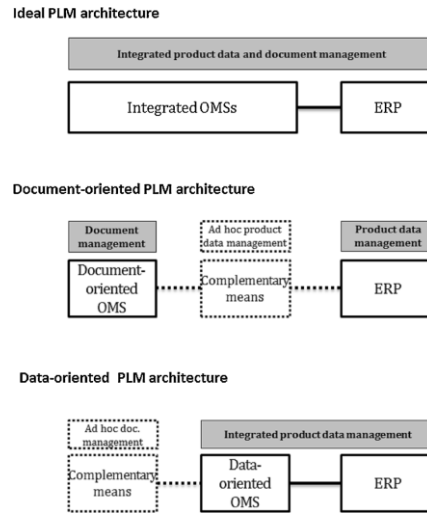 Ideal PLM architecture
Integrated product data and document management
Integrated OMSs
ERP
Document-oriented PLM architecture
Document
management
Ad hoc product
data management
Product data
management
Document-
oriented
OMS
Complementary
means
ERP
Data-oriented PLM architecture
Ad hoc doc.
management
Integrated product data management
Complementary
means
Data-
oriented
OMS
ERP